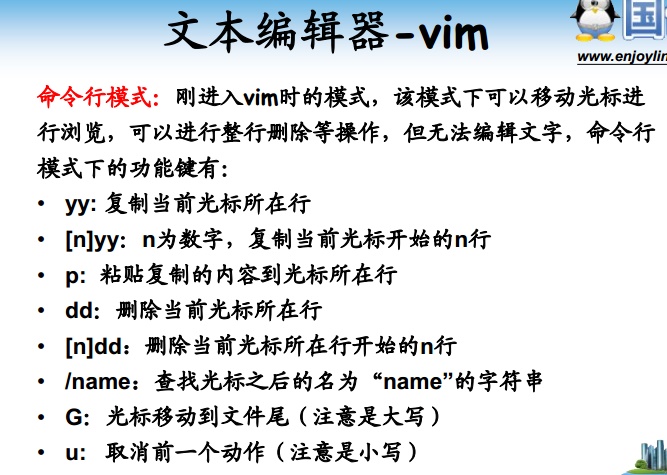 文本编辑器-vim
国
www.enjoylin
命令行模式：刚进入vim时的模式，该模式下可以移动光标进
行浏览，可以进行整行删除等操作，但无法编辑文字，命令行
模式下的功能键有：
• yy: 复制当前光标所在行
• [n]yy: n为数字，复制当前光标开始的n行
• p: 粘贴复制的内容到光标所在行
• dd: 删除当前光标所在行
• [n]dd: 删除当前光标所在行开始的n行
• /name: 查找光标之后的名为“name”的字符串
• G: 光标移动到文件尾（注意是大写）
• u: 取消前一个动作（注意是小写）